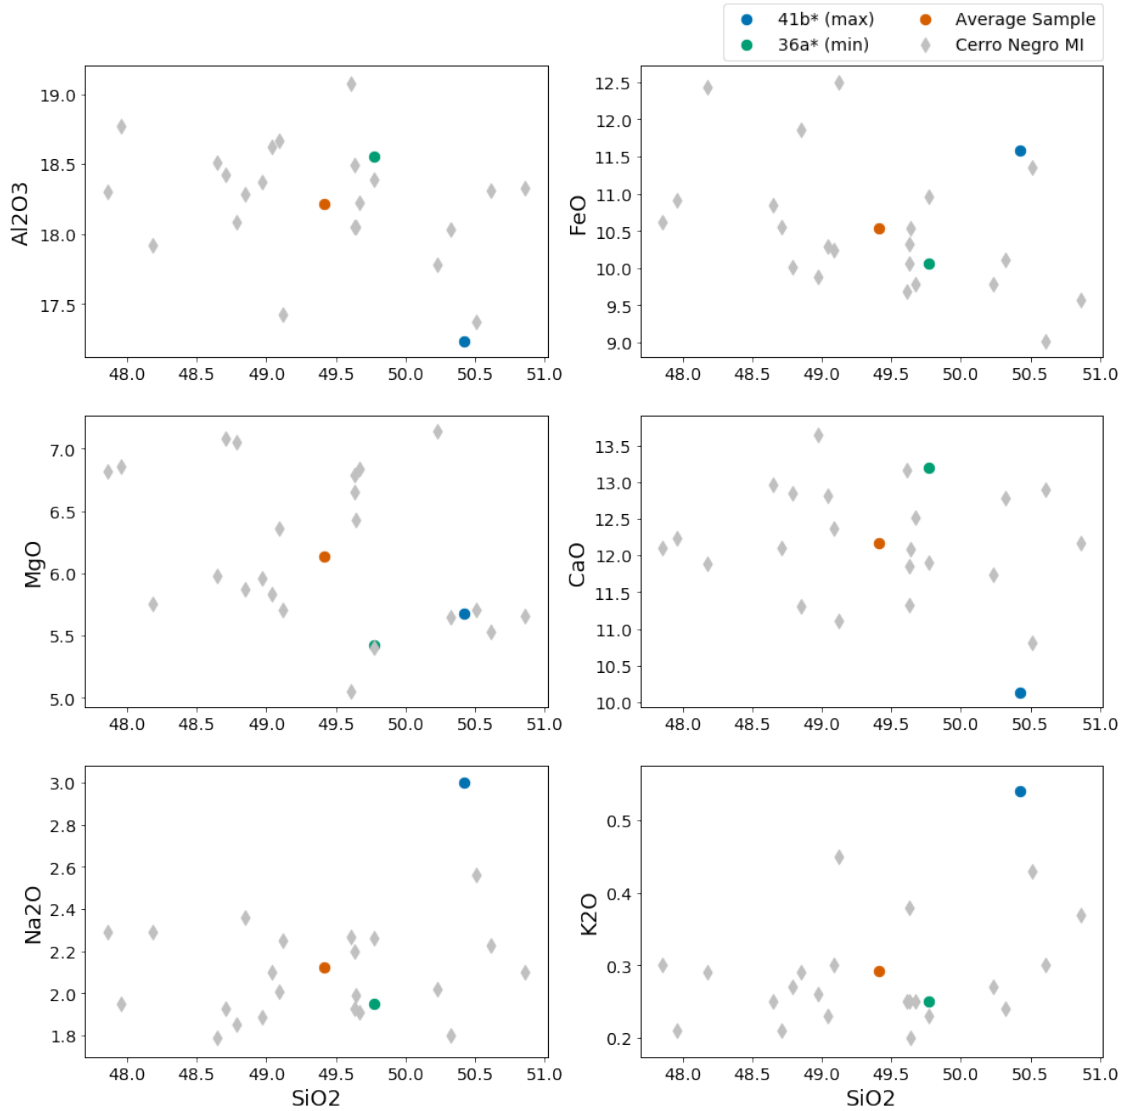 41b* (max) Average Sample
36a* (min) Cerro Negro MI
19.0
18.5
18.0
17.5
Al2O3
48.0 48.5 49.0 49.5 50.0 50.5 51.0
12.5
12.0
11.5
11.0
10.5
10.0
9.5
9.0
FeO
48.0 48.5 49.0 49.5 50.0 50.5 51.0
7.0
6.5
6.0
5.5
5.0
MgO
48.0 48.5 49.0 49.5 50.0 50.5 51.0
13.5
13.0
12.5
12.0
11.5
11.0
10.5
10.0
CaO
48.0 48.5 49.0 49.5 50.0 50.5 51.0
3.0
2.8
2.6
2.4
2.2
2.0
1.8
Na2O
48.0 48.5 49.0 49.5 50.0 50.5 51.0
SiO2
0.5
0.4
0.3
0.2
K2O
48.0 48.5 49.0 49.5 50.0 50.5 51.0
SiO2